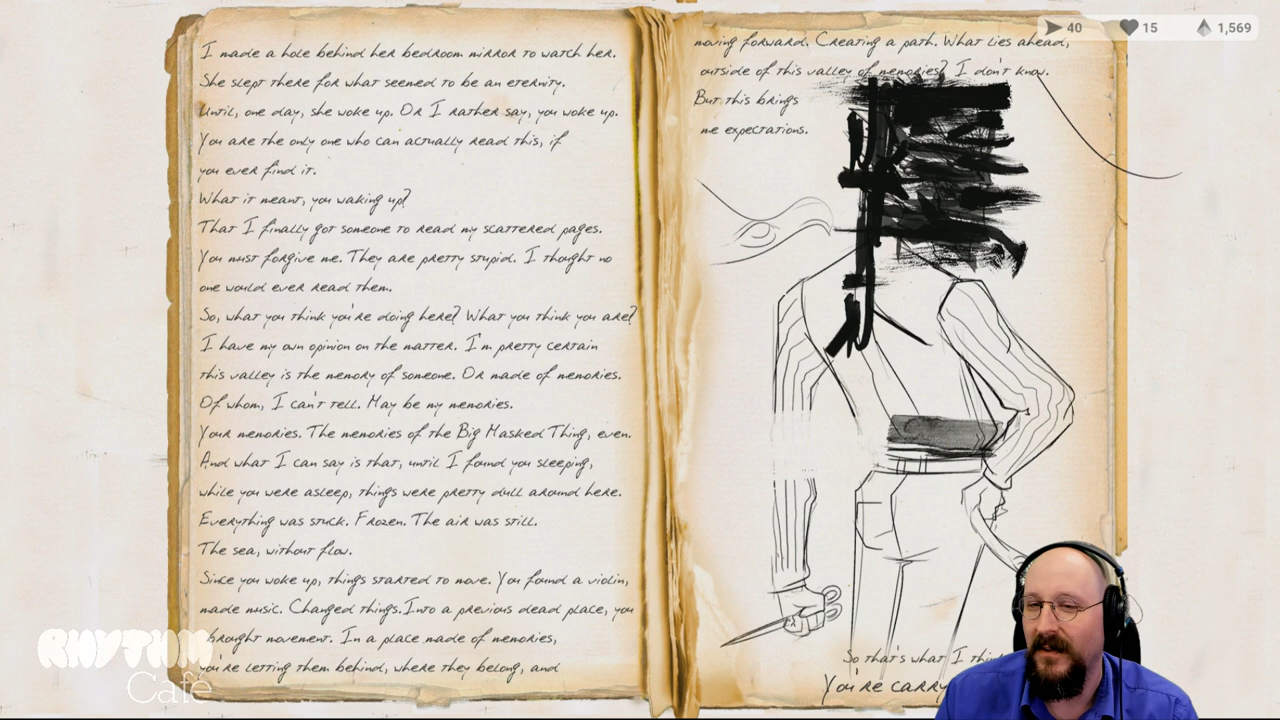 I made a hole behind her bedroom mirror to watch her.
She slept there for what seemed to be an eternity.
Until, one day, she woke up. Or I rather say, you woke up.
You are the only one who can actually read this, if
you ever find it.
What it meant, you waking up?
That I finally got someone to read my scattered pages.
You must forgive me. They are pretty stupid. I thought no
one would ever read them.
So, what you think you're doing here? What you think you are?
I have my own opinion on the matter. I'm pretty certain
this valley is the memory of someone. Or made of memories.
Of whom, I can't tell. May be my memories.
Your memories. The memories of the Big Masked Thing, even.
And what I can say is that, until I found you sleeping,
while you were asleep, things were pretty dull around here.
Everything was stuck. Frozen. The air was still.
The sea, without flow.
Since you woke up, things started to move. You found a violin,
made music. Changed things. Into a previous dead place, you
brought movement. In a place made of memories,
you're letting them behind, where they belong, and
moving forward. Creating a path. What lies ahead,
outside of this valley of memories? I don't know.
But this brings
me expectations.
So that's what I
You're
40
15
1,569
RHYTHM
Café